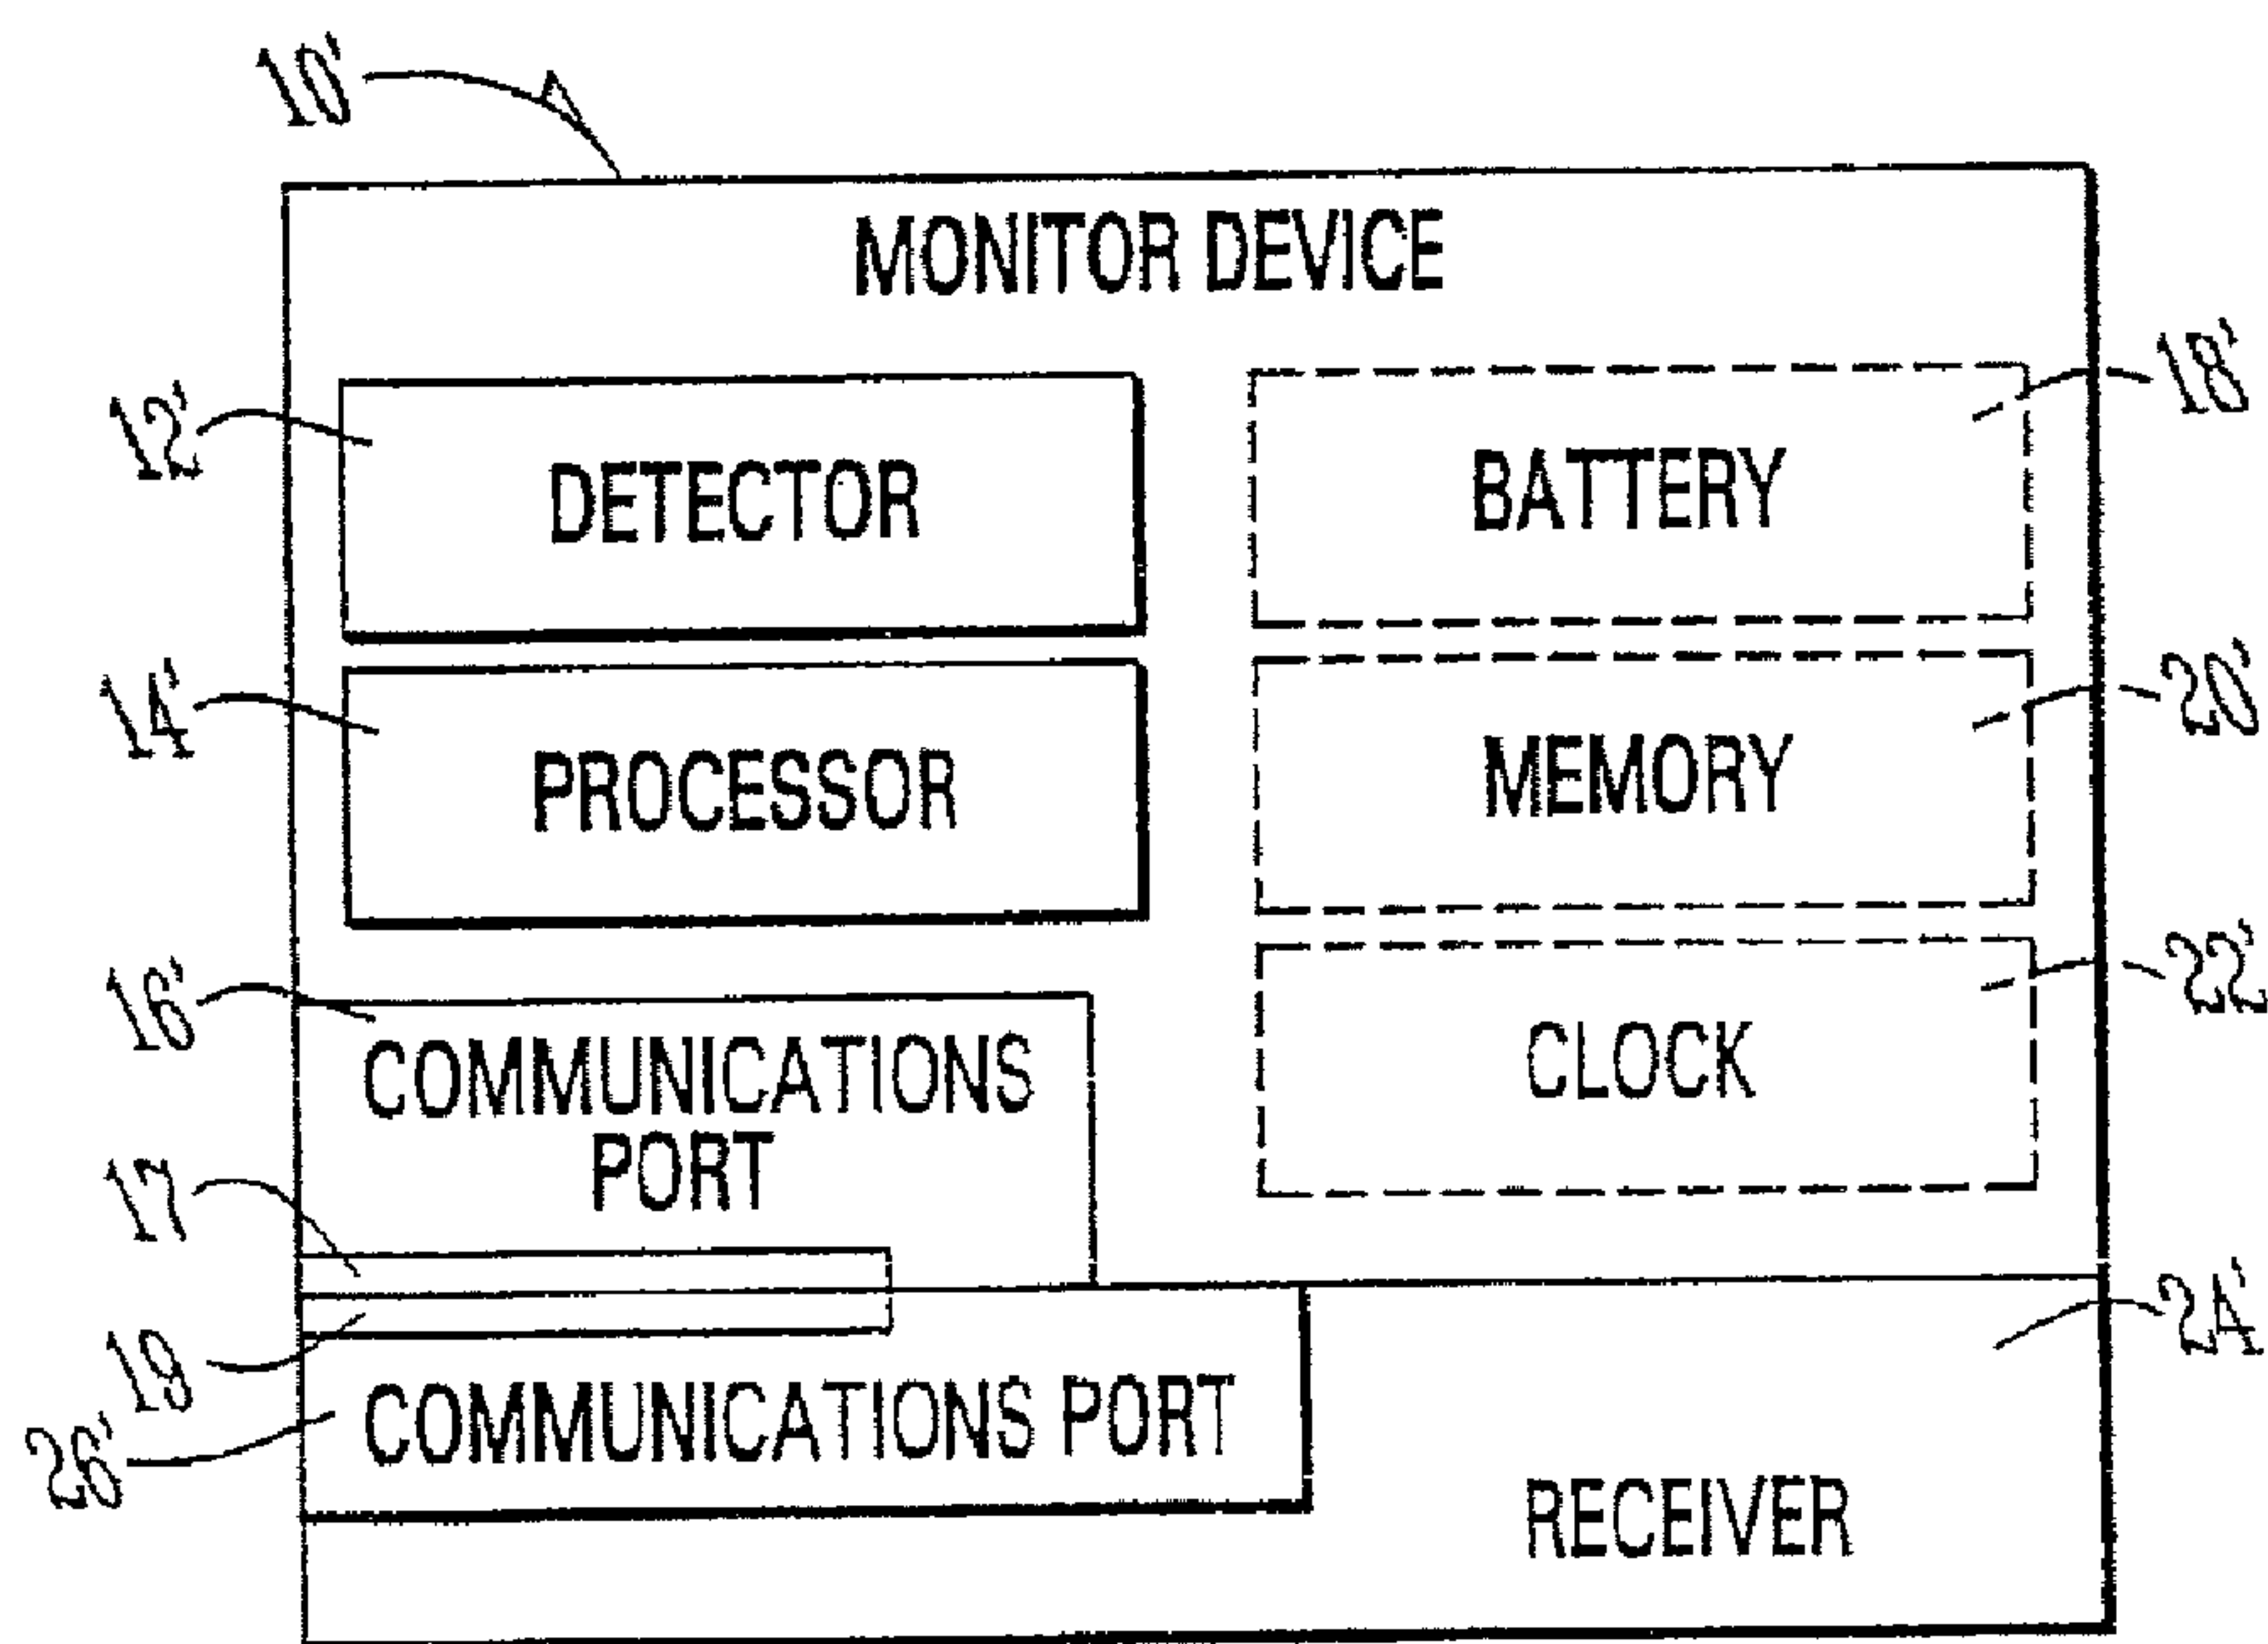 10'
MONITOR DEVICE
12'
DETECTOR
BATTERY
18'
14'
PROCESSOR
MEMORY
20'
16'
COMMUNICATIONS
PORT
CLOCK
22'
17
19
24'
26'
COMMUNICATIONS PORT
RECEIVER